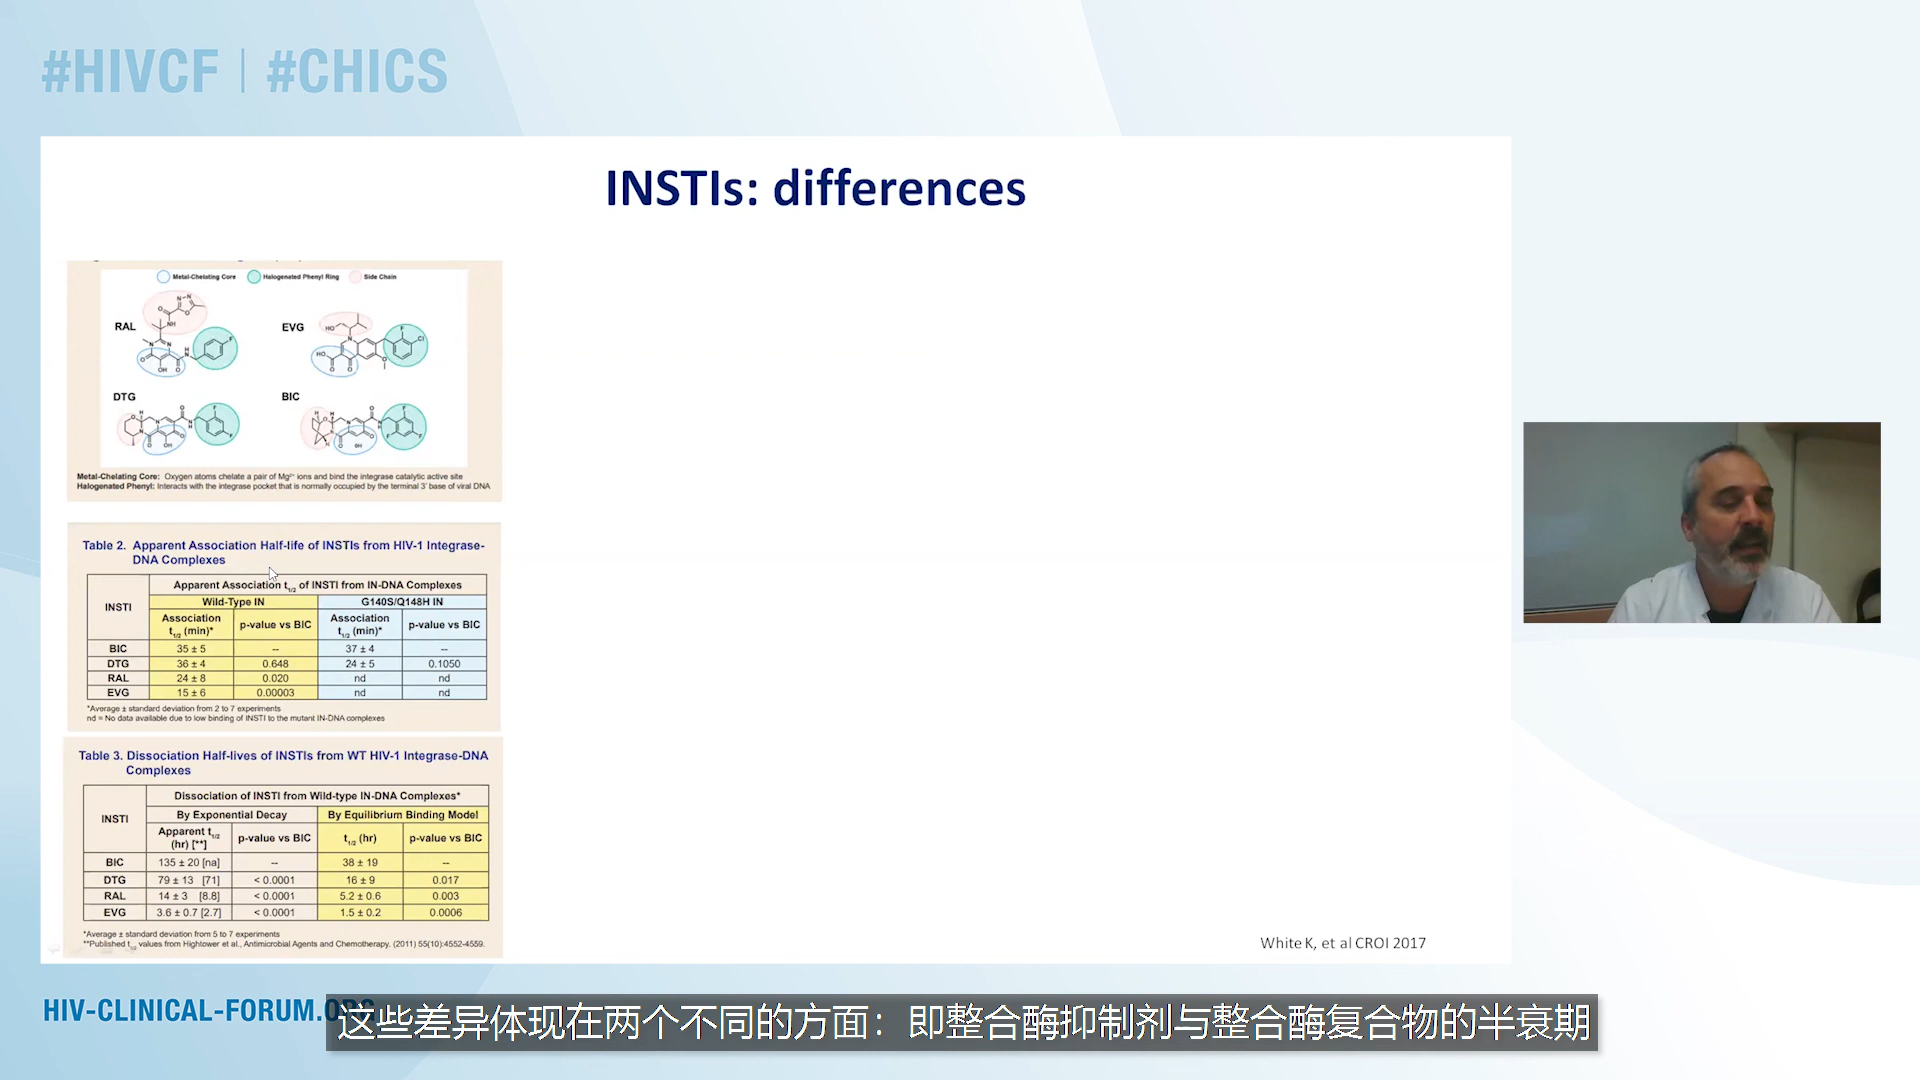 #HIVCF | #CHICS
INSTIs: differences
Metal-Chelating Core Halogenated Phenyl Ring Side Chain
RAL EVG
DTG BIC
Metal-Chelating Core: Oxygen atoms chelate a pair of Mg²⁺ ions and bind the integrase catalytic active site
Halogenated Phenyl: Interacts with the integrase pocket that is normally occupied by the terminal 3' base of viral DNA
Table 2. Apparent Association Half-life of INSTIs from HIV-1 Integrase-
DNA Complexes
Apparent Association t1/2 of INSTI from IN-DNA Complexes
INSTI
Wild-Type IN G140S/Q148H IN
Association t1/2 (min)* p-value vs BIC Association t1/2 (min)* p-value vs BIC
BIC 35 ± 5 -- 37 ± 4 --
DTG 36 ± 4 0.648 24 ± 5 0.1050
RAL 24 ± 8 0.020 nd nd
EVG 15 ± 6 0.00003 nd nd
*Average ± standard deviation from 2 to 7 experiments
nd = No data available due to low binding of INSTI to the mutant IN-DNA complexes
Table 3. Dissociation Half-lives of INSTIs from WT HIV-1 Integrase-DNA
Complexes
Dissociation of INSTI from Wild-type IN-DNA Complexes*
INSTI
By Exponential Decay By Equilibrium Binding Model
Apparent t1/2 (hr) [**] p-value vs BIC t1/2 (hr) p-value vs BIC
BIC 135 ± 20 [na] -- 38 ± 19 --
DTG 79 ± 13 [71] < 0.0001 16 ± 9 0.017
RAL 14 ± 3 [8.8] < 0.0001 5.2 ± 0.6 0.003
EVG 3.6 ± 0.7 [2.7] < 0.0001 1.5 ± 0.2 0.0006
*Average ± standard deviation from 5 to 7 experiments
**Published t1/2 values from Hightower et al., Antimicrobial Agents and Chemotherapy. (2011) 55(10):4552-4559.
White K, et al CROI 2017
HIV-CLINICAL-FORUM.ORG
这些差异体现在两个不同的方面：即整合酶抑制剂与整合酶复合物的半衰期